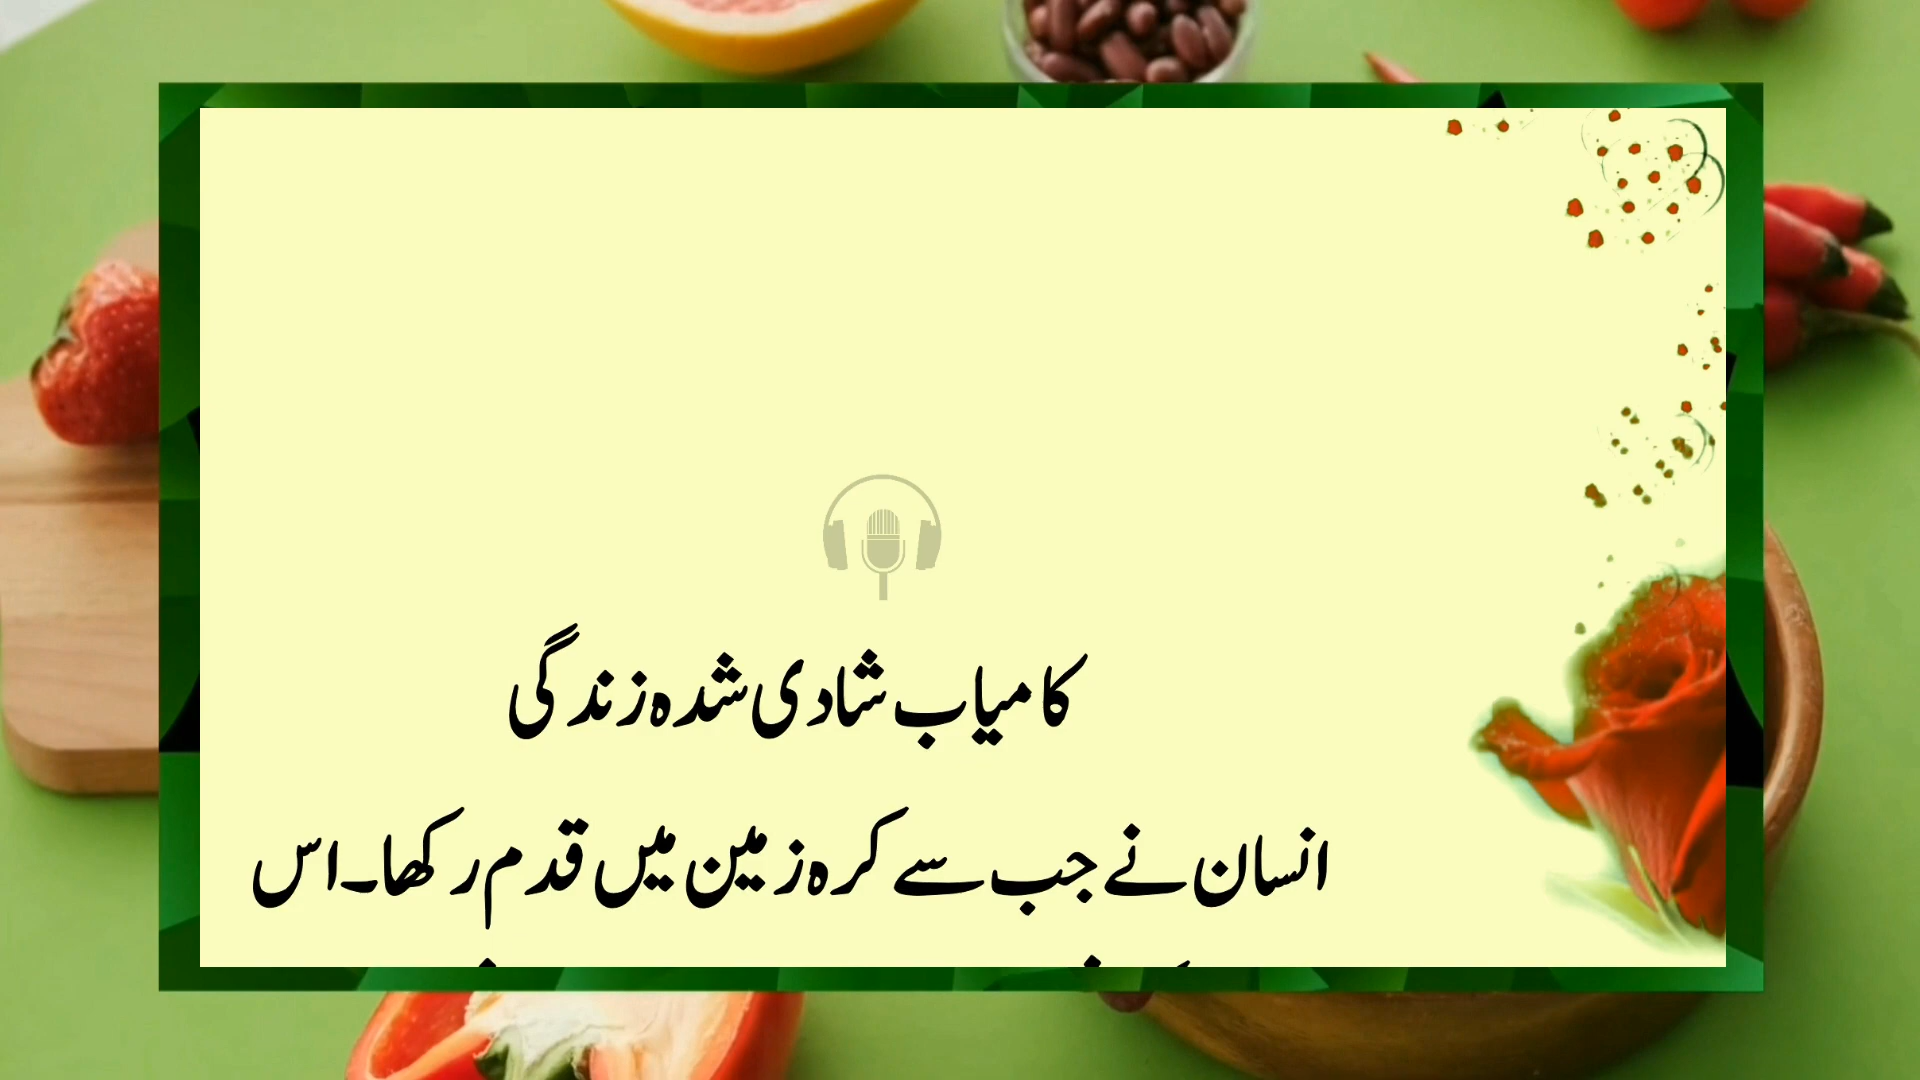 کامیاب شادی شدہ زندگی
انسان نے جب سے کرہ زمین میں قدم رکھا۔اس